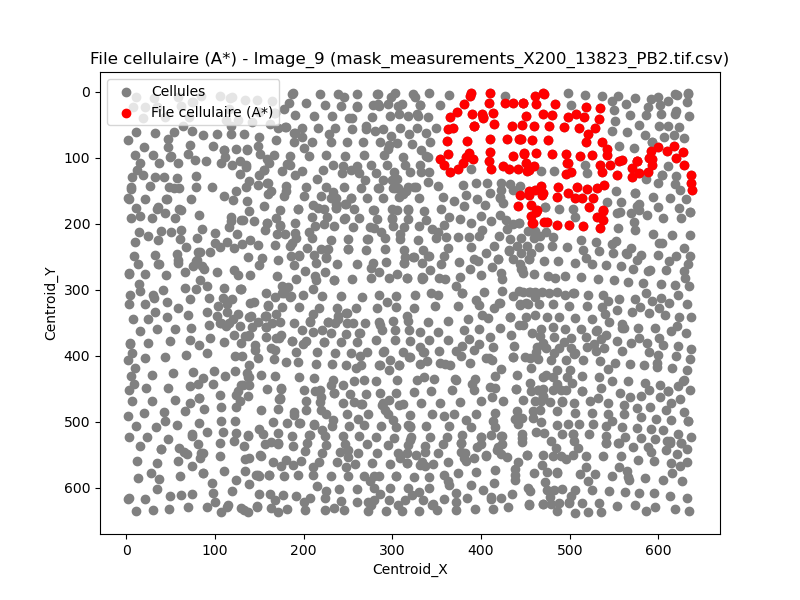 File cellulaire (A*) - Image_9 (mask_measurements_X200_13823_PB2.tif.csv)
Cellules
File cellulaire (A*)
0
100
200
300
400
500
600
Centroid_Y
0
100
200
300
400
500
600
Centroid_X